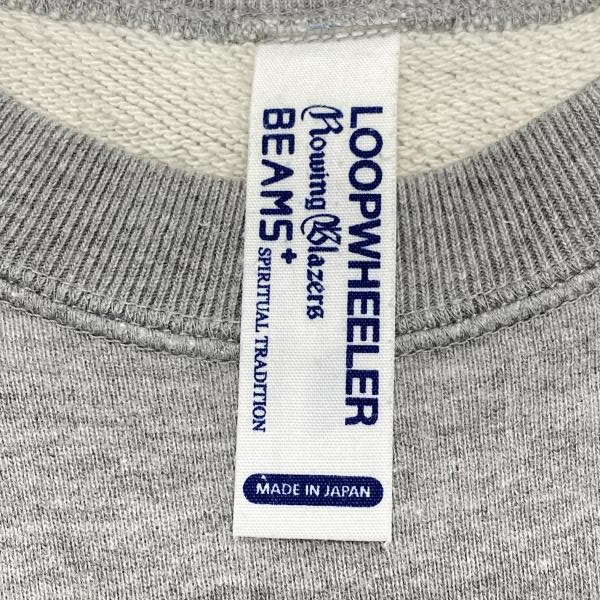 LOOPWHEELER
Rowing Blazers
BEAMS+
SPIRITUAL TRADITION
MADE IN JAPAN